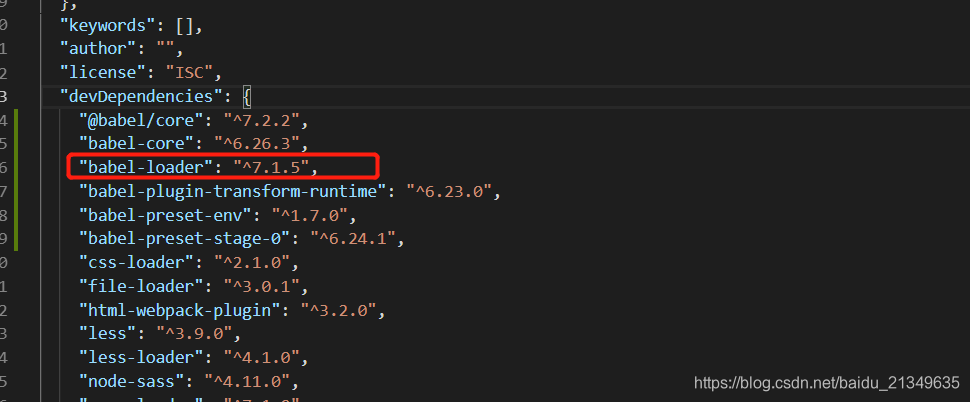 },
0 "keywords": [],
1 "author": "",
2 "license": "ISC",
3 "devDependencies": {
4 "@babel/core": "^7.2.2",
5 "babel-core": "^6.26.3",
6 "babel-loader": "^7.1.5",
7 "babel-plugin-transform-runtime": "^6.23.0",
8 "babel-preset-env": "^1.7.0",
9 "babel-preset-stage-0": "^6.24.1",
0 "css-loader": "^2.1.0",
1 "file-loader": "^3.0.1",
2 "html-webpack-plugin": "^3.2.0",
3 "less": "^3.9.0",
4 "less-loader": "^4.1.0",
5 "node-sass": "^4.11.0",
https://blog.csdn.net/baidu_21349635